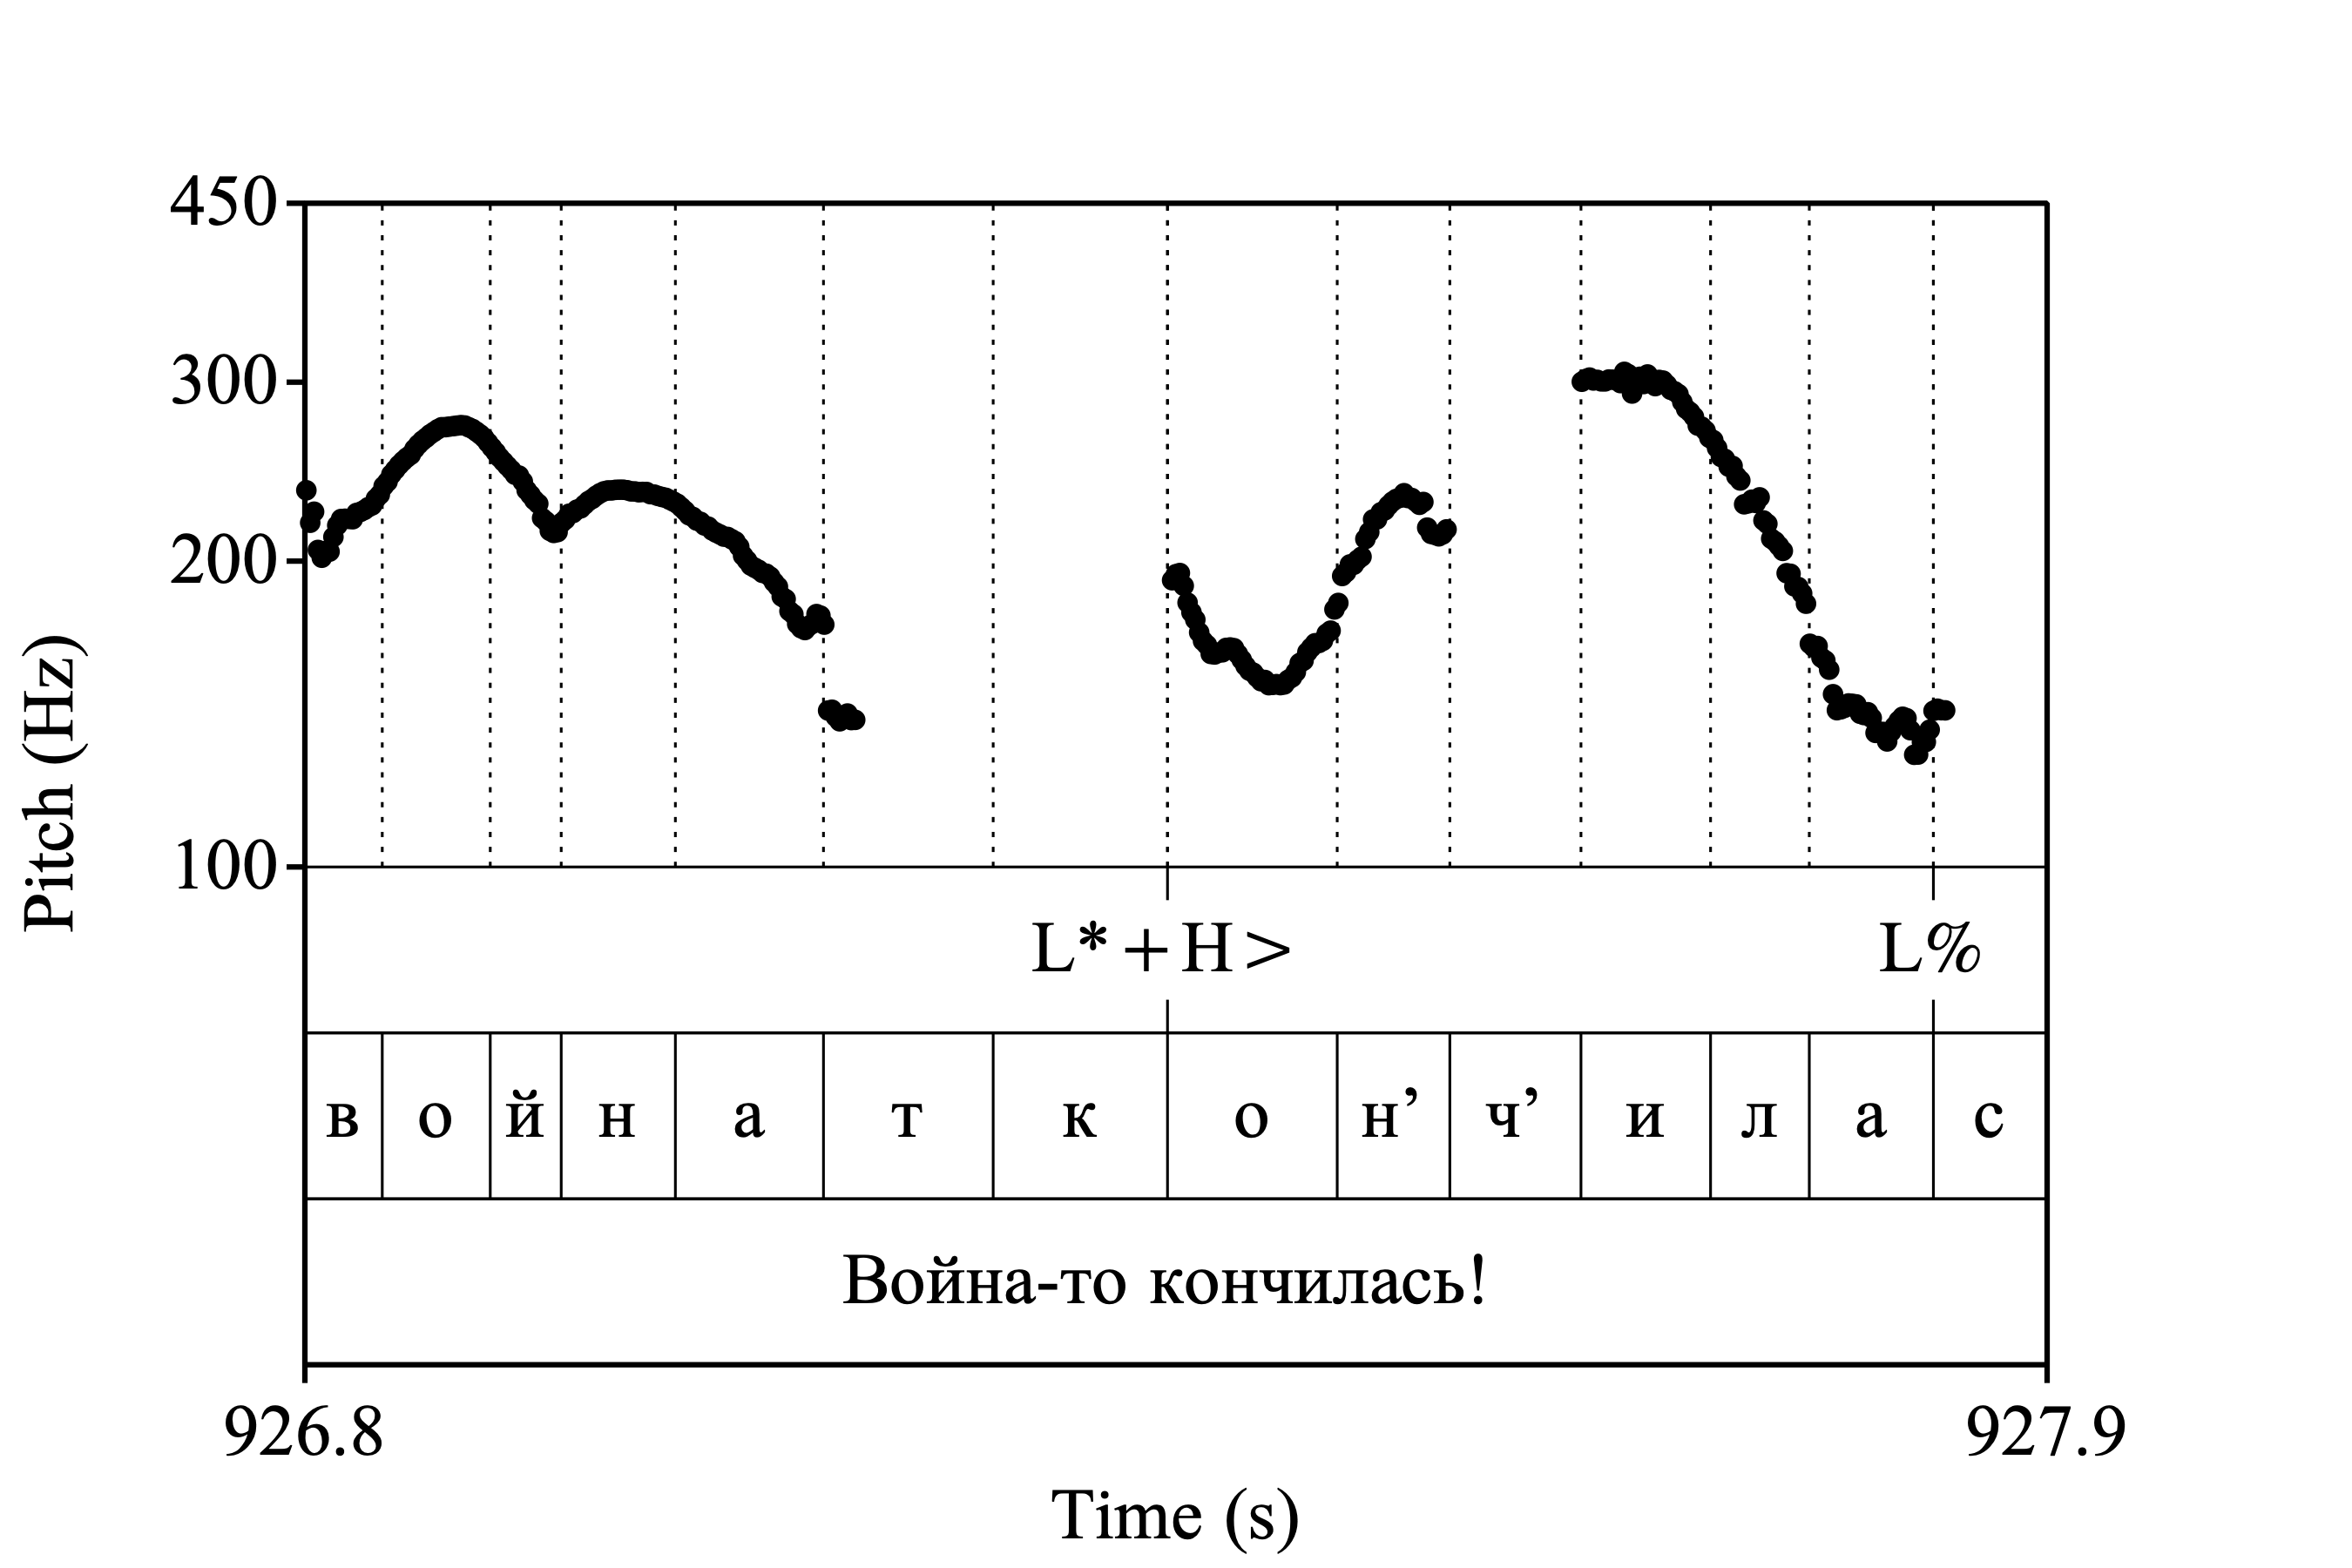 450
300
200
100
Pitch (Hz)
L*+H> L%
в о й н а т к о н’ ч’ и л а с
Война-то кончилась!
926.8 927.9
Time (s)